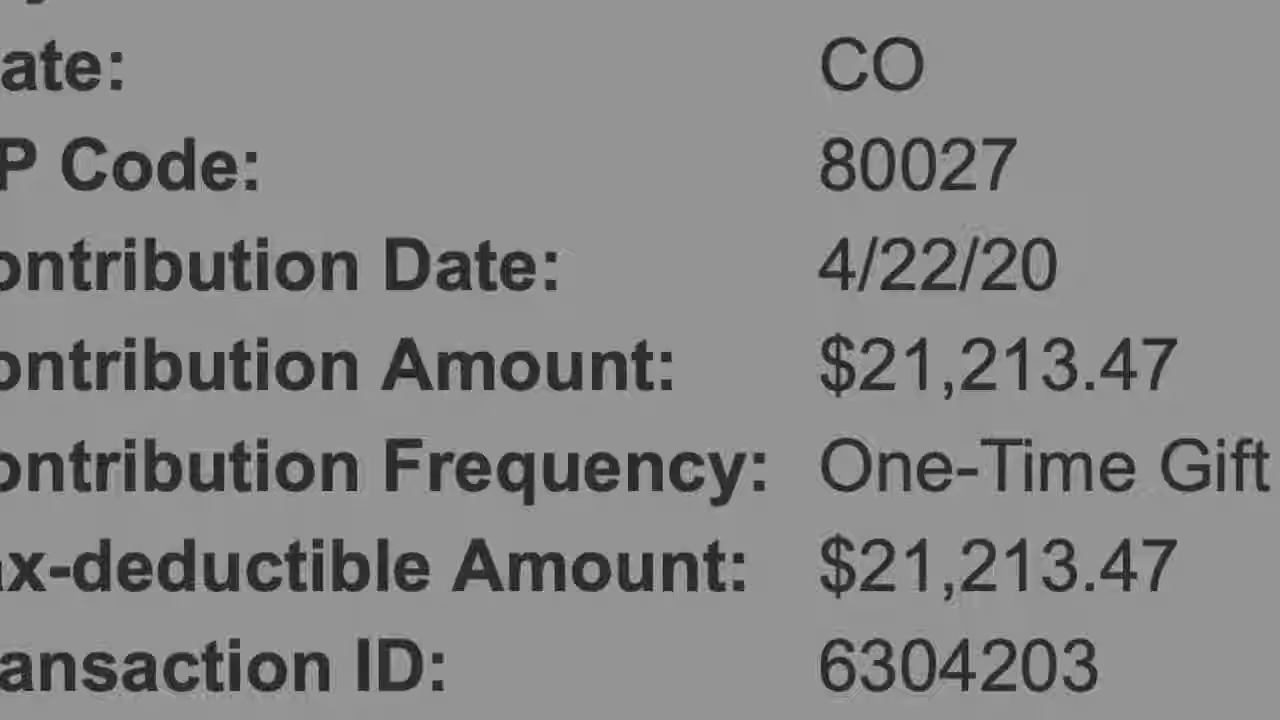 ate: CO
P Code: 80027
ontribution Date: 4/22/20
ontribution Amount: $21,213.47
ontribution Frequency: One-Time Gift
ax-deductible Amount: $21,213.47
ansaction ID: 6304203